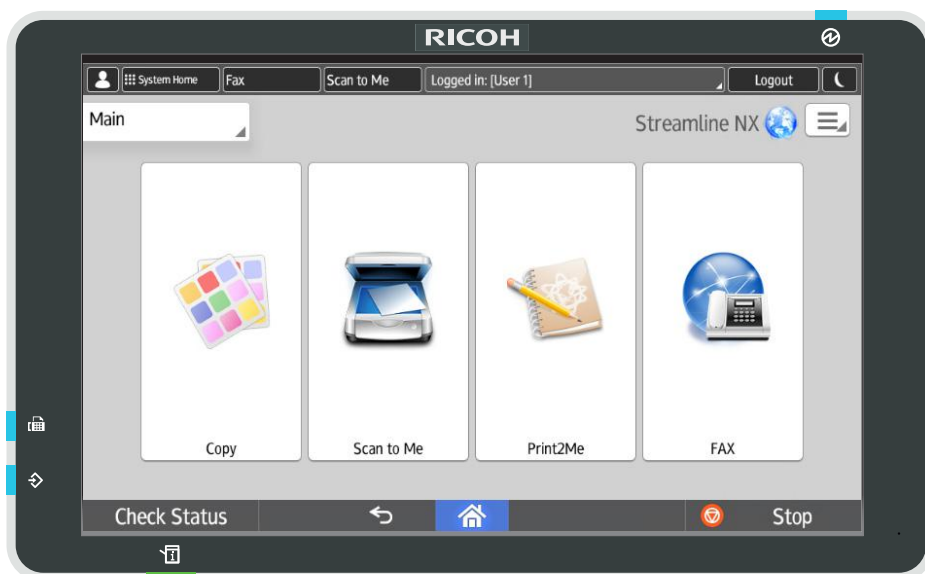 RICOH
System Home
Fax
Scan to Me
Logged in: [User 1]
Logout
Main
Streamline NX
Copy
Scan to Me
Print2Me
FAX
Check Status
Stop